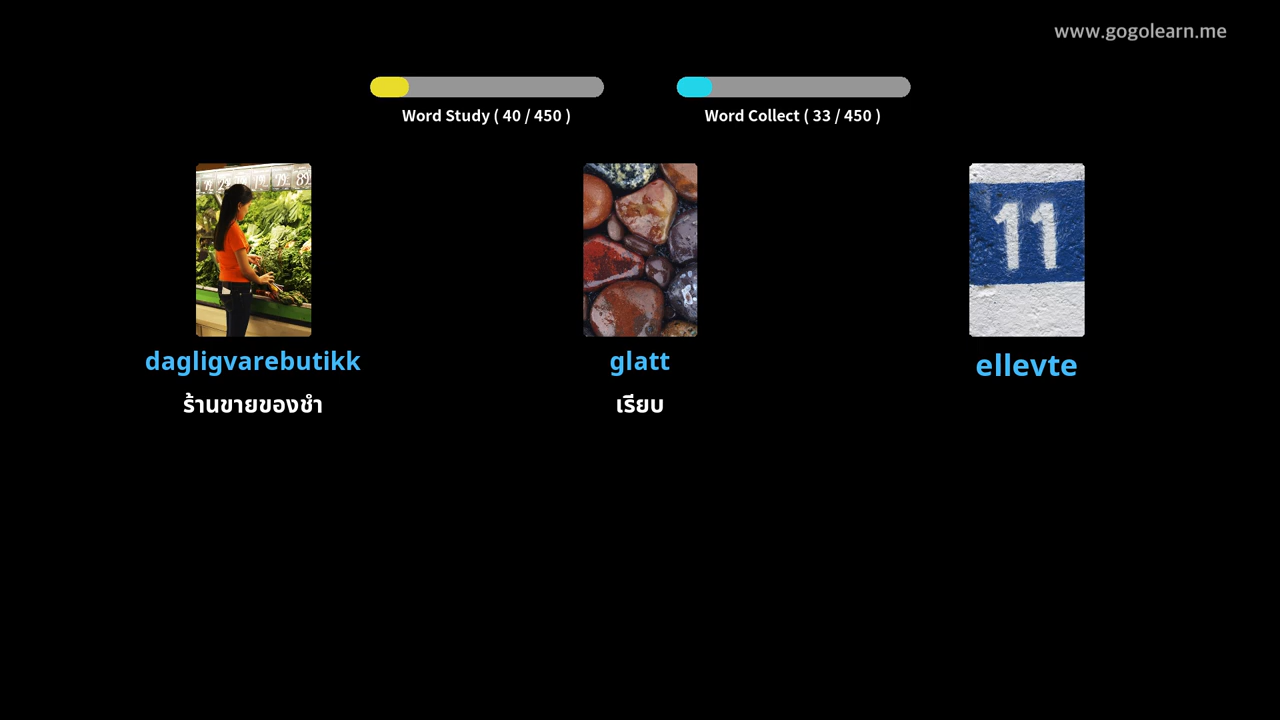 www.gogolearn.me
Word Study ( 40 / 450 )
Word Collect ( 33 / 450 )
11
dagligvarebutikk
glatt
ellevte
ร้านขายของชำ
เรียบ